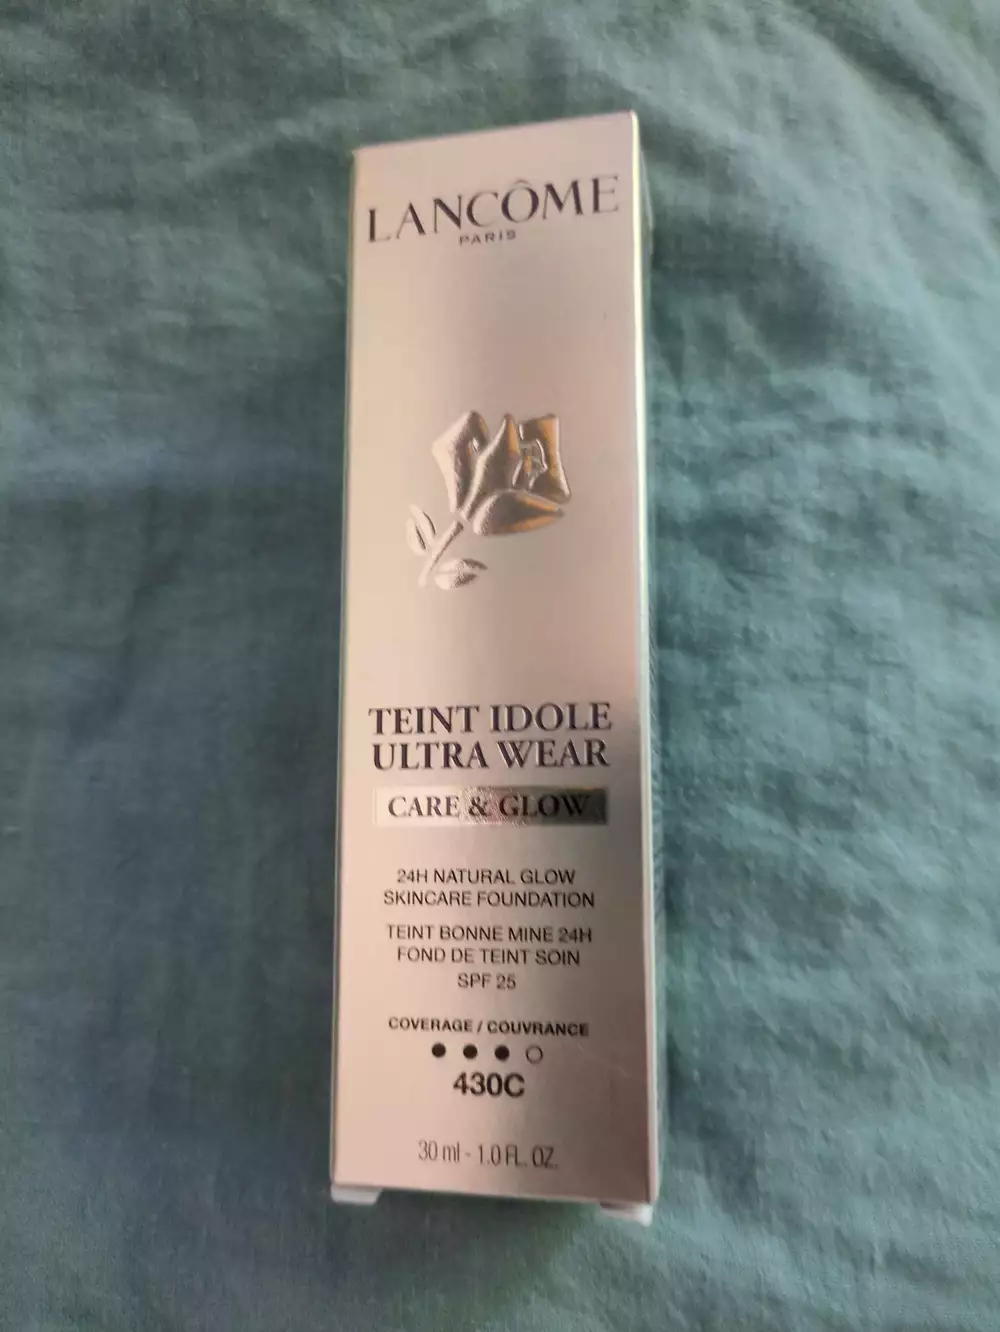 LANCÔME
PARIS
TEINT IDOLE
ULTRA WEAR
CARE & GLOW
24H NATURAL GLOW
SKINCARE FOUNDATION
TEINT BONNE MINE 24H
FOND DE TEINT SOIN
SPF 25
COVERAGE / COUVRANCE
430C
30 ml - 1.0 FL. OZ.